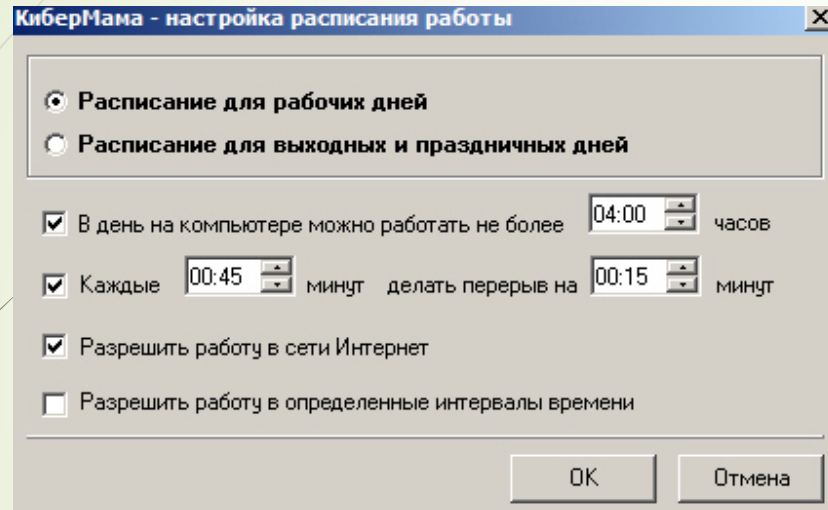 КиберМама - настройка расписания работы
Расписание для рабочих дней
Расписание для выходных и праздничных дней
В день на компьютере можно работать не более 04:00 часов
Каждые 00:45 минут делать перерыв на 00:15 минут
Разрешить работу в сети Интернет
Разрешить работу в определенные интервалы времени
OK Отмена